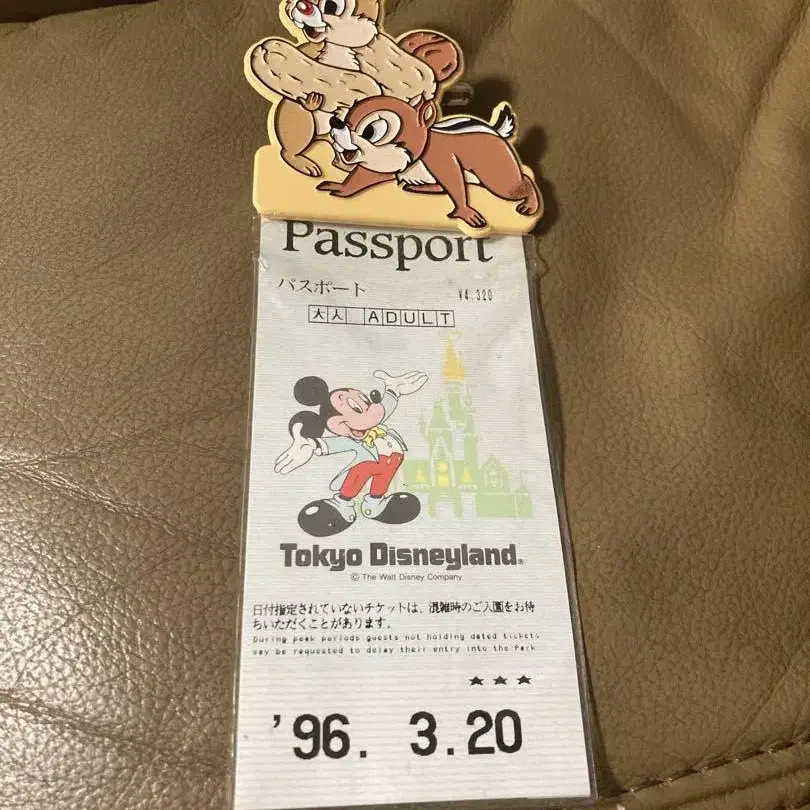 Passport
パスポート ¥4,320
大人 ADULT
Tokyo Disneyland®
© The Walt Disney Company
日付指定されていないチケットは、混雑時のご入園をお待
ちいただくことがあります。
During peak periods guests not holding dated tickets
may be requested to delay their entry into the Park
★★★
'96. 3.20